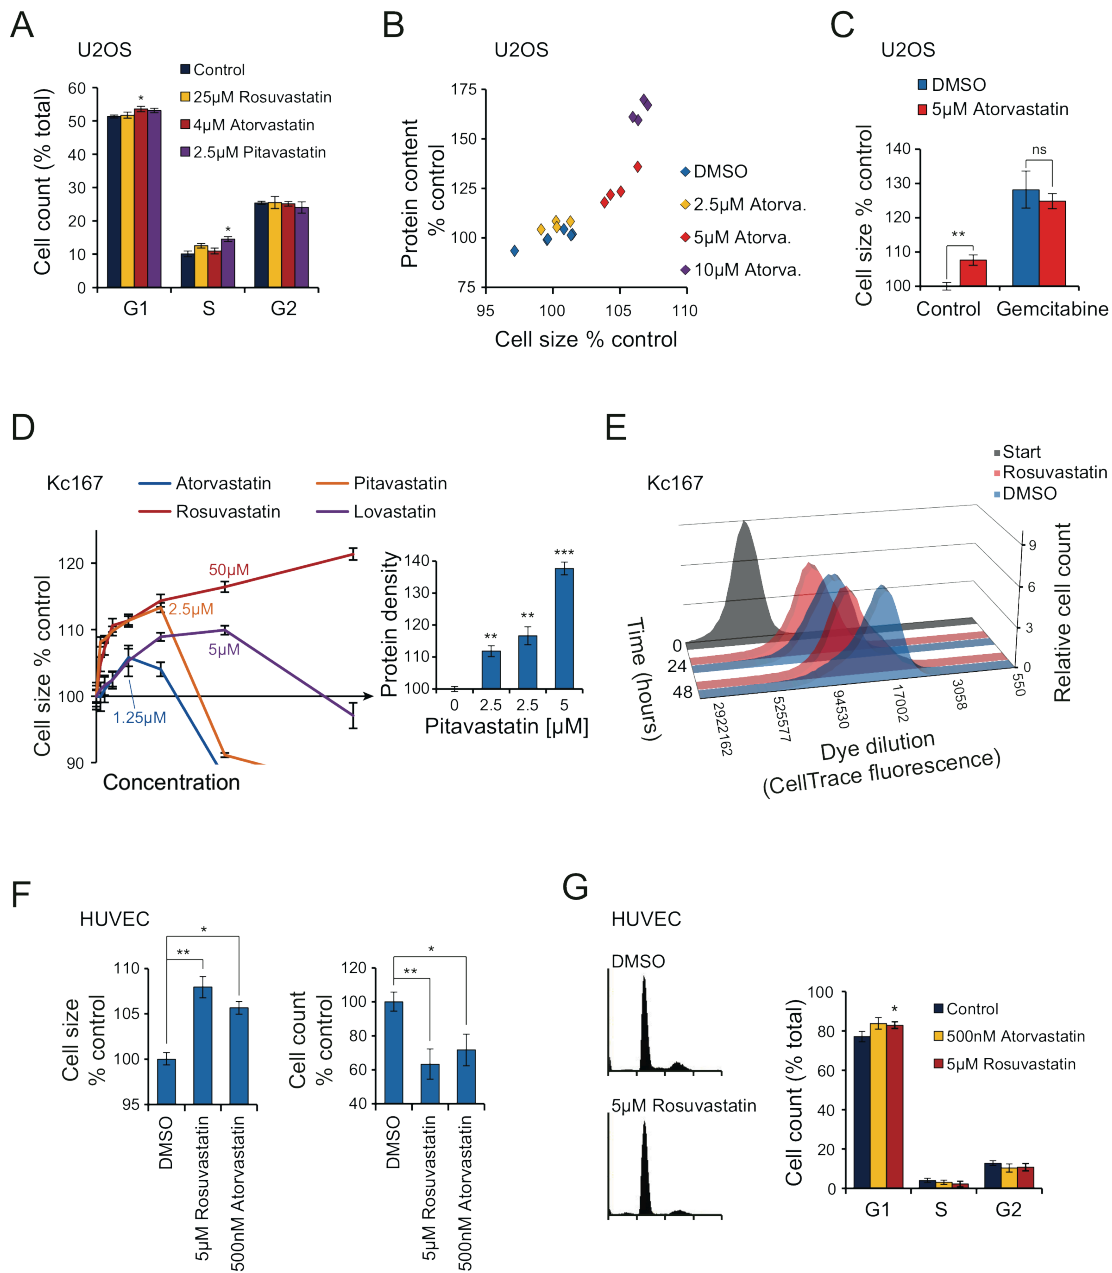 A
U2OS
Control
25µM Rosuvastatin
4µM Atorvastatin
2.5µM Pitavastatin
Cell count (% total)
60
50
40
30
20
10
0
*
*
G1 S G2
B
U2OS
Protein content
% control
175
150
125
100
75
95 100 105 110
Cell size % control
DMSO
2.5µM Atorva.
5µM Atorva.
10µM Atorva.
C
U2OS
DMSO
5µM Atorvastatin
Cell size % control
140
130
120
110
100
**
ns
Control Gemcitabine
D
Kc167
Atorvastatin
Pitavastatin
Rosuvastatin
Lovastatin
Cell size % control
120
110
100
90
50µM
2.5µM
5µM
1.25µM
Concentration
Protein density
140
130
120
110
100
**
**
***
0 2.5 2.5 5
Pitavastatin [µM]
E
Kc167
Start
Rosuvastatin
DMSO
Relative cell count
9
6
3
0
Time (hours)
0
24
48
2922162
525577
94530
17002
3058
550
Dye dilution
(CellTrace fluorescence)
F
HUVEC
Cell size
% control
110
105
100
95
**
*
DMSO
5µM Rosuvastatin
500nM Atorvastatin
Cell count
% control
120
100
80
60
40
**
*
DMSO
5µM Rosuvastatin
500nM Atorvastatin
G
HUVEC
DMSO
5µM Rosuvastatin
Cell count (% total)
100
80
60
40
20
0
*
Control
500nM Atorvastatin
5µM Rosuvastatin
G1 S G2